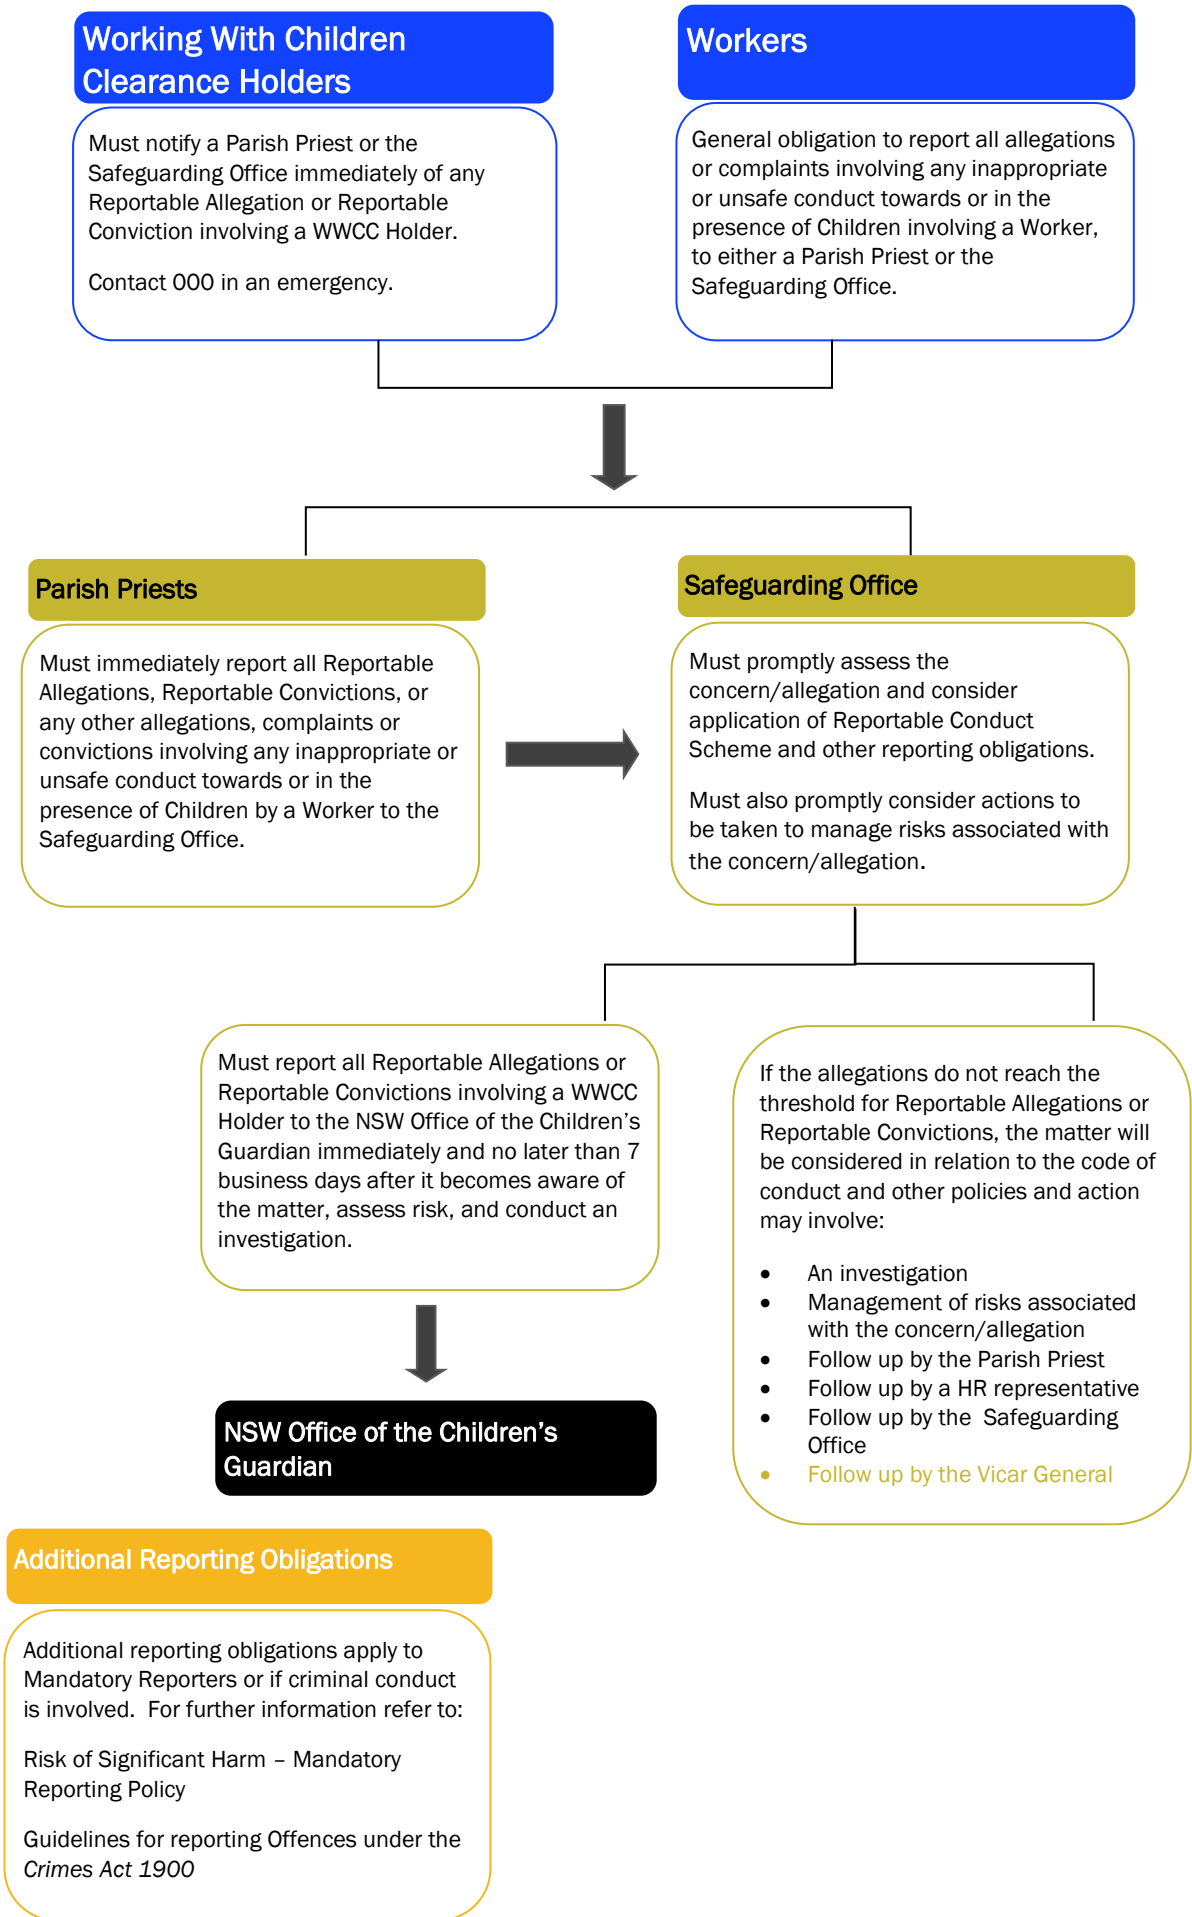 Working With Children
Clearance Holders
Must notify a Parish Priest or the
Safeguarding Office immediately of any
Reportable Allegation or Reportable
Conviction involving a WWCC Holder.
Contact 000 in an emergency.
Workers
General obligation to report all allegations
or complaints involving any inappropriate
or unsafe conduct towards or in the
presence of Children involving a Worker,
to either a Parish Priest or the
Safeguarding Office.
Parish Priests
Must immediately report all Reportable
Allegations, Reportable Convictions, or
any other allegations, complaints or
convictions involving any inappropriate or
unsafe conduct towards or in the
presence of Children by a Worker to the
Safeguarding Office.
Safeguarding Office
Must promptly assess the
concern/allegation and consider
application of Reportable Conduct
Scheme and other reporting obligations.
Must also promptly consider actions to
be taken to manage risks associated with
the concern/allegation.
Must report all Reportable Allegations or
Reportable Convictions involving a WWCC
Holder to the NSW Office of the Children’s
Guardian immediately and no later than 7
business days after it becomes aware of
the matter, assess risk, and conduct an
investigation.
If the allegations do not reach the
threshold for Reportable Allegations or
Reportable Convictions, the matter will
be considered in relation to the code of
conduct and other policies and action
may involve:
• An investigation
• Management of risks associated
with the concern/allegation
• Follow up by the Parish Priest
• Follow up by a HR representative
• Follow up by the  Safeguarding
Office
• Follow up by the Vicar General
NSW Office of the Children’s
Guardian
Additional Reporting Obligations
Additional reporting obligations apply to
Mandatory Reporters or if criminal conduct
is involved.  For further information refer to:
Risk of Significant Harm – Mandatory
Reporting Policy
Guidelines for reporting Offences under the
Crimes Act 1900